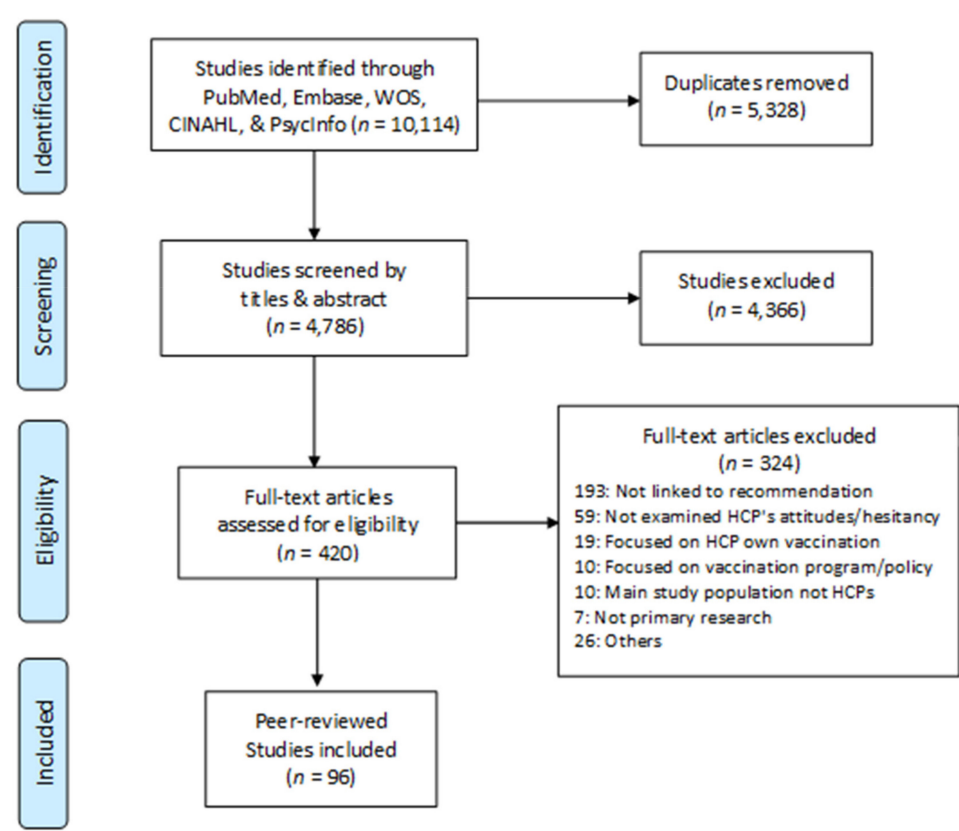 Identification
Studies identified through
PubMed, Embase, WOS,
CINAHL, & PsycInfo (n = 10,114)
Duplicates removed
(n = 5,328)
Screening
Studies screened by
titles & abstract
(n = 4,786)
Studies excluded
(n = 4,366)
Eligibility
Full-text articles
assessed for eligibility
(n = 420)
Full-text articles excluded
(n = 324)
193: Not linked to recommendation
59: Not examined HCP's attitudes/hesitancy
19: Focused on HCP own vaccination
10: Focused on vaccination program/policy
10: Main study population not HCPs
7: Not primary research
26: Others
Included
Peer-reviewed
Studies included
(n = 96)